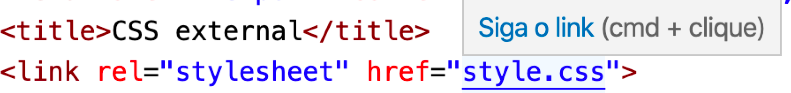 <title>CSS external</title>
Siga o link (cmd + clique)
<link rel="stylesheet" href="style.css">